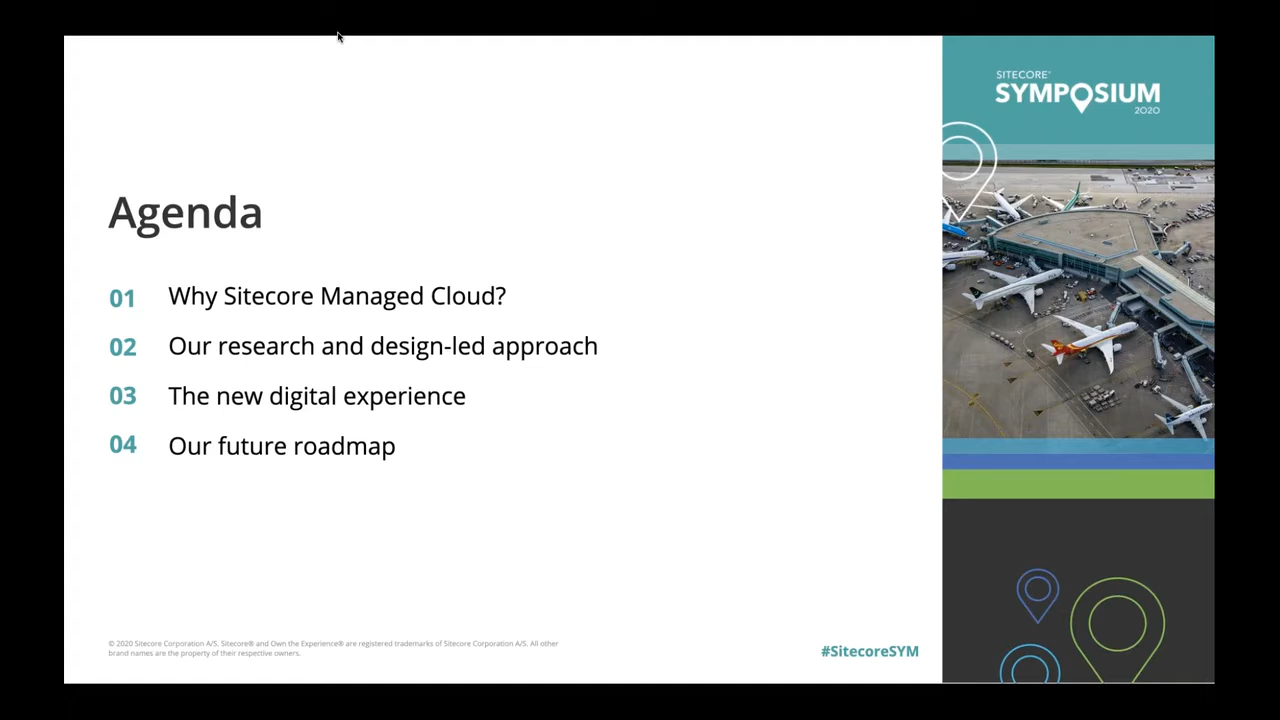 SITECORE™
SYMPOSIUM
2020
Agenda
01 Why Sitecore Managed Cloud?
02 Our research and design-led approach
03 The new digital experience
04 Our future roadmap
© 2020 Sitecore Corporation A/S. Sitecore® and Own the Experience® are registered trademarks of Sitecore Corporation A/S. All other
brand names are the property of their respective owners.
#SitecoreSYM